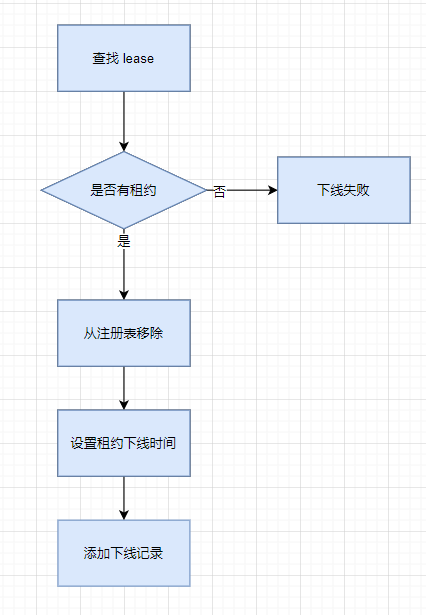 查找 lease
是否有租约
否
下线失败
是
从注册表移除
设置租约下线时间
添加下线记录